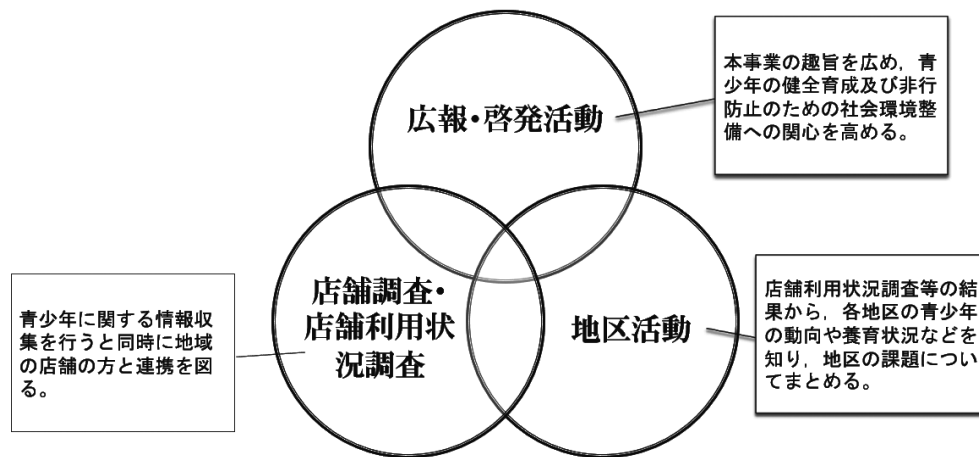 広報・啓発活動
本事業の趣旨を広め，青
少年の健全育成及び非行
防止のための社会環境整
備への関心を高める。
店舗調査・
店舗利用状
況調査
青少年に関する情報収
集を行うと同時に地域
の店舗の方と連携を図
る。
地区活動
店舗利用状況調査等の結
果から，各地区の青少年
の動向や養育状況などを
知り，地区の課題につい
てまとめる。